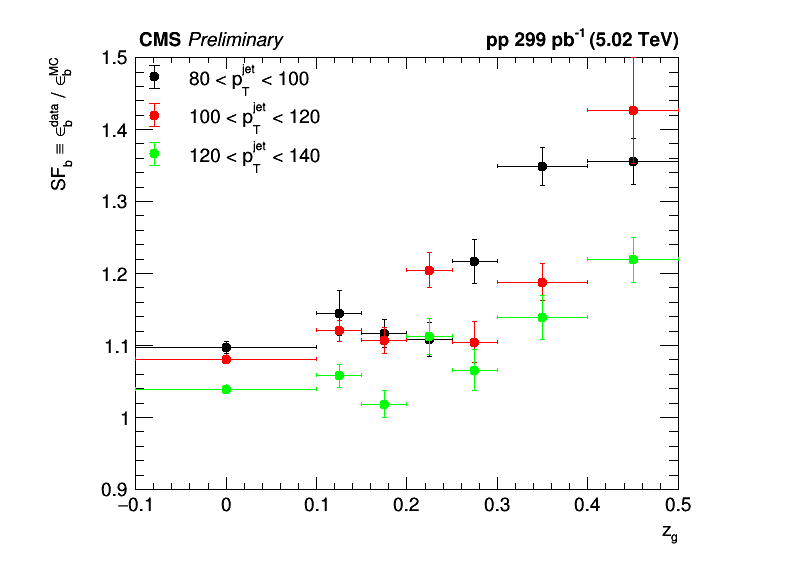 CMS Preliminary pp 299 pb⁻¹ (5.02 TeV)
SF_b ≡ ϵ_b^data / ϵ_b^MC
80 < p_T^jet < 100
100 < p_T^jet < 120
120 < p_T^jet < 140
1.5
1.4
1.3
1.2
1.1
1
0.9
−0.1 0 0.1 0.2 0.3 0.4 0.5
z_g